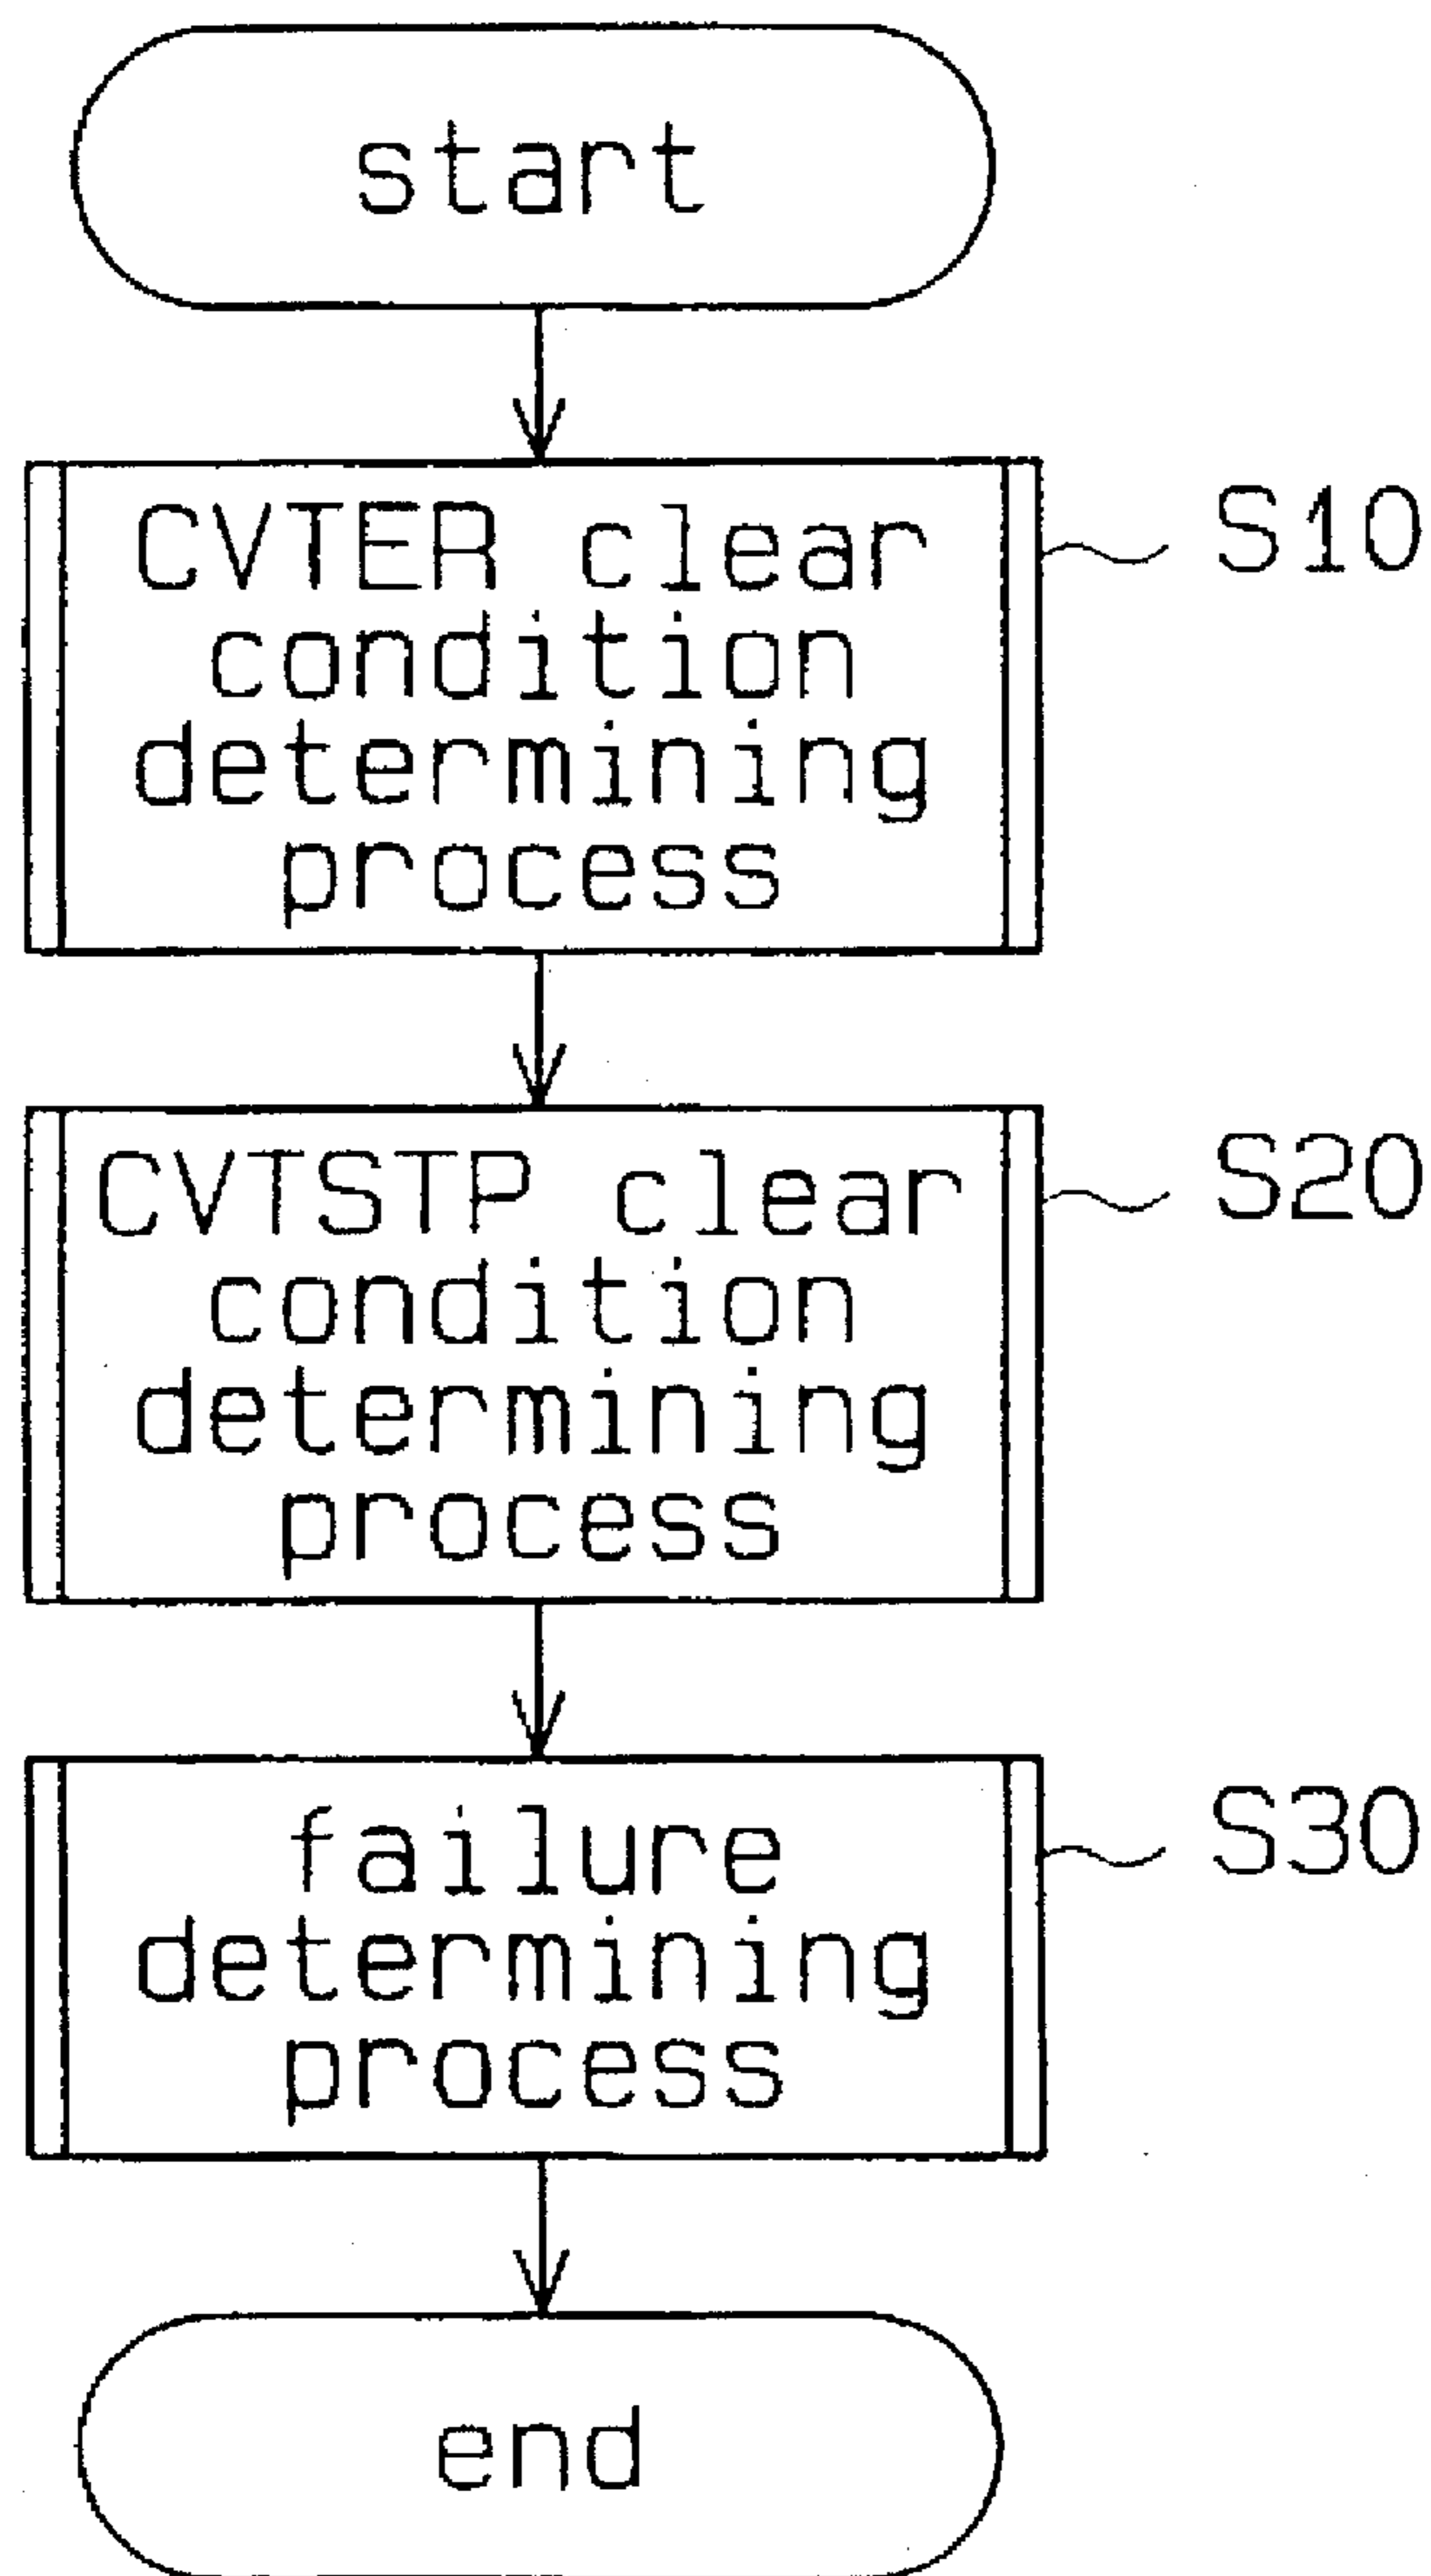 start
CVTER clear
condition
determining
process
S10
CVTSTP clear
condition
determining
process
S20
failure
determining
process
S30
end